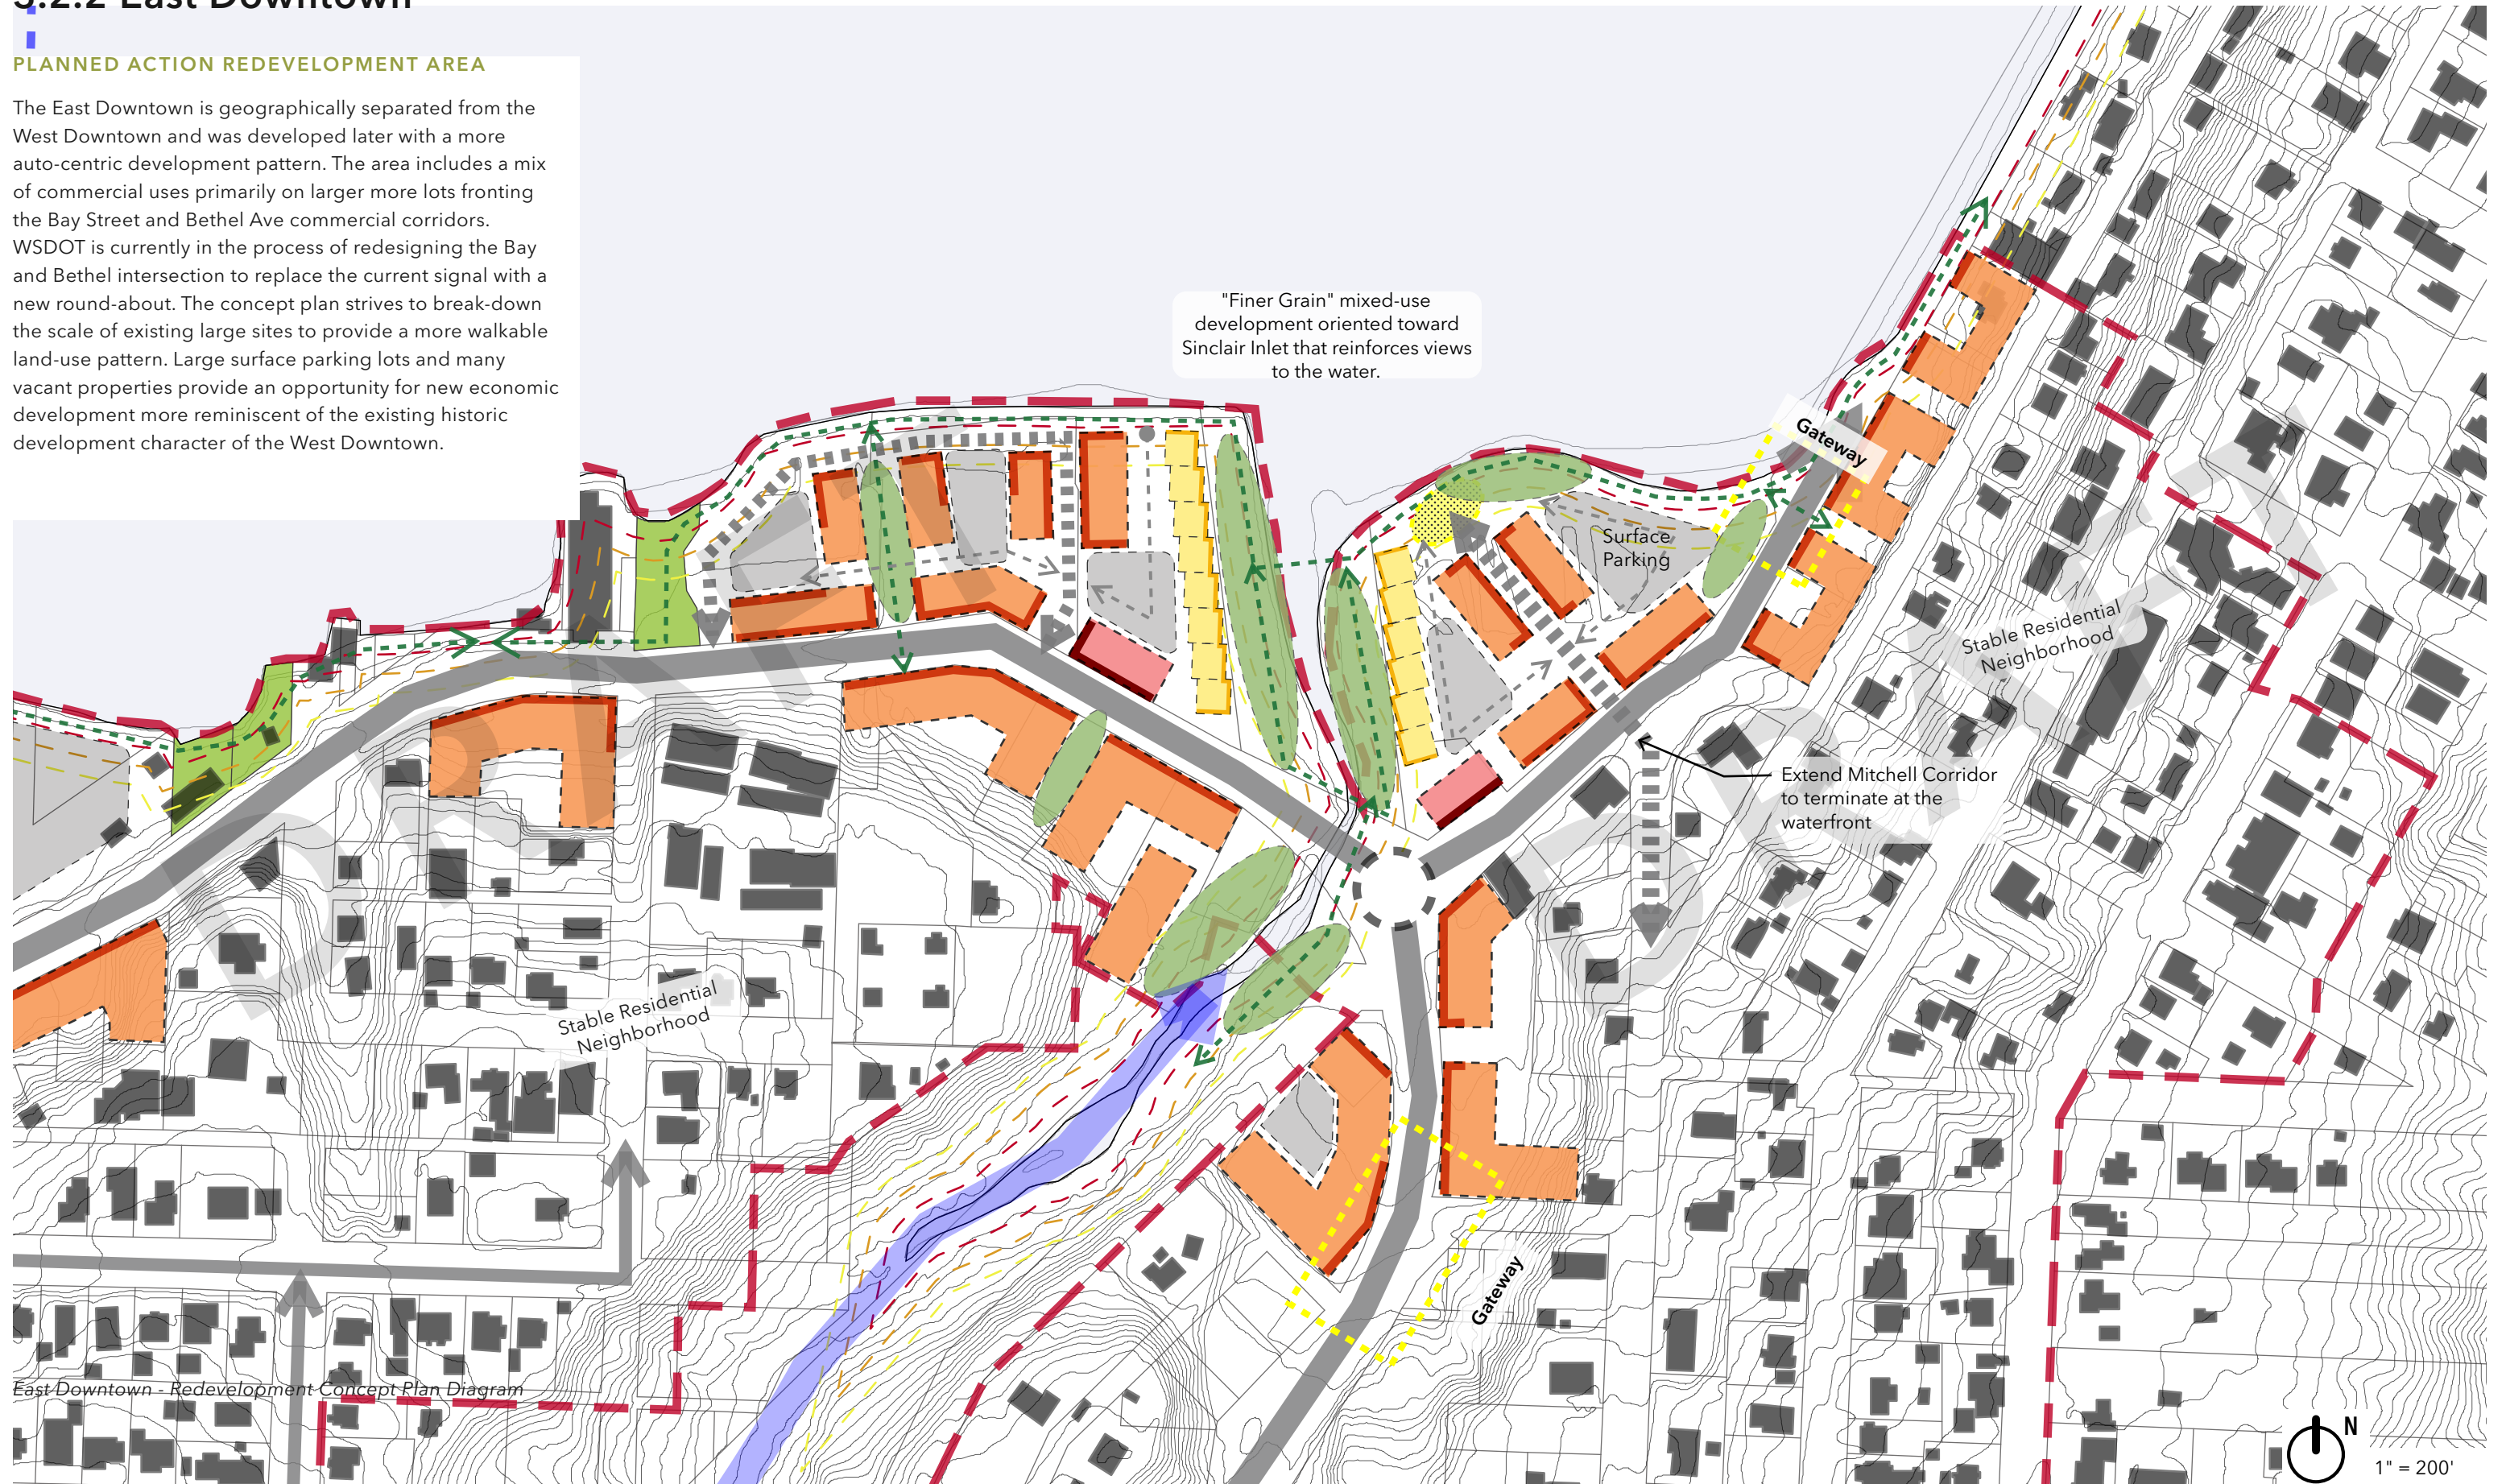 3.2.2 East Downtown
PLANNED ACTION REDEVELOPMENT AREA
The East Downtown is geographically separated from the
West Downtown and was developed later with a more
auto-centric development pattern. The area includes a mix
of commercial uses primarily on larger more lots fronting
the Bay Street and Bethel Ave commercial corridors.
WSDOT is currently in the process of redesigning the Bay
and Bethel intersection to replace the current signal with a
new round-about. The concept plan strives to break-down
the scale of existing large sites to provide a more walkable
land-use pattern. Large surface parking lots and many
vacant properties provide an opportunity for new economic
development more reminiscent of the existing historic
development character of the West Downtown.
"Finer Grain" mixed-use
development oriented toward
Sinclair Inlet that reinforces views
to the water.
Gateway
Surface
Parking
Stable Residential
Neighborhood
Extend Mitchell Corridor
to terminate at the
waterfront
Stable Residential
Neighborhood
Gateway
DRAFT
DRAFT
East Downtown - Redevelopment Concept Plan Diagram
N
1" = 200'